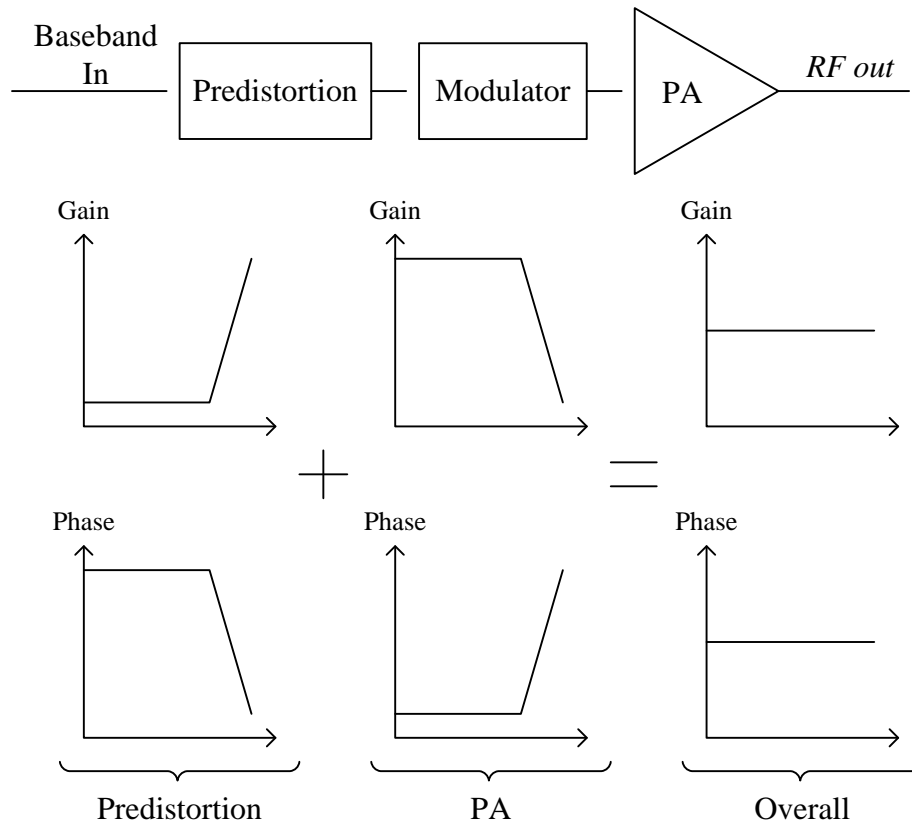 Baseband
In
Predistortion
Modulator
PA
RF out
Gain
Gain
Gain
Phase
Phase
Phase
Predistortion
PA
Overall